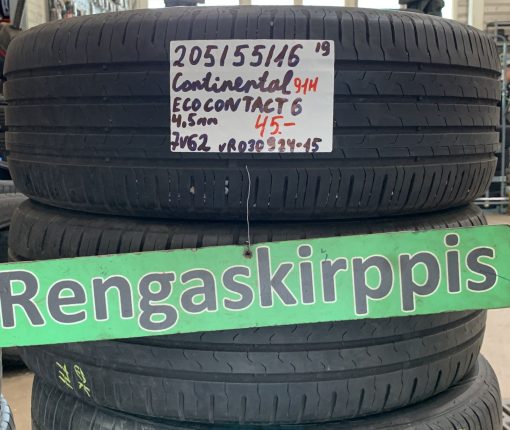 205/55/16 '19
Continental 91H
ECOCONTACT 6
4,5mm 45.-
7V62 VR030924-15
Rengaskirppis